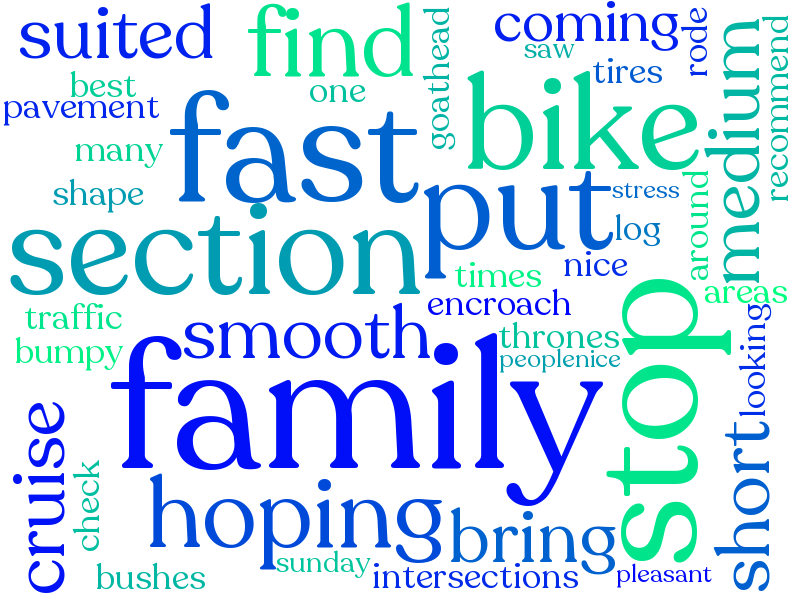 suited
find
goathead
coming
saw
rode
recommend
best
one
tires
pavement
many
fast
bike
medium
shape
put
stress
section
log
around
nice
times
areas
encroach
traffic
smooth
thrones
looking
bumpy
peoplenice
family
stop
cruise
check
hoping
bring
short
sunday
bushes
intersections
pleasant